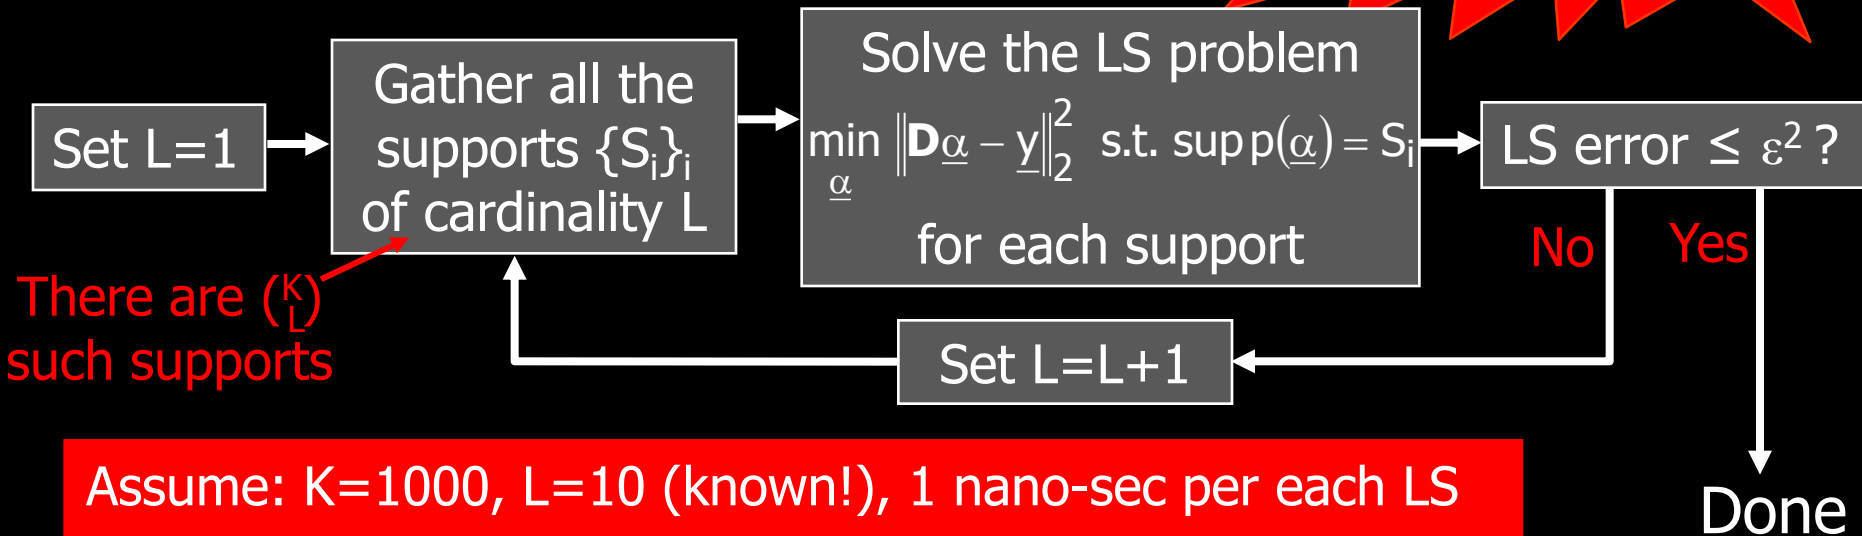 Set L=1
Gather all the
supports {Sᵢ}ᵢ
of cardinality L
Solve the LS problem
min_α̲ ‖Dα̲ − y̲‖₂² s.t. supp(α̲) = Sᵢ
for each support
LS error ≤ ε² ?
No
Yes
There are (K L)
such supports
Set L=L+1
Assume: K=1000, L=10 (known!), 1 nano-sec per each LS
Done